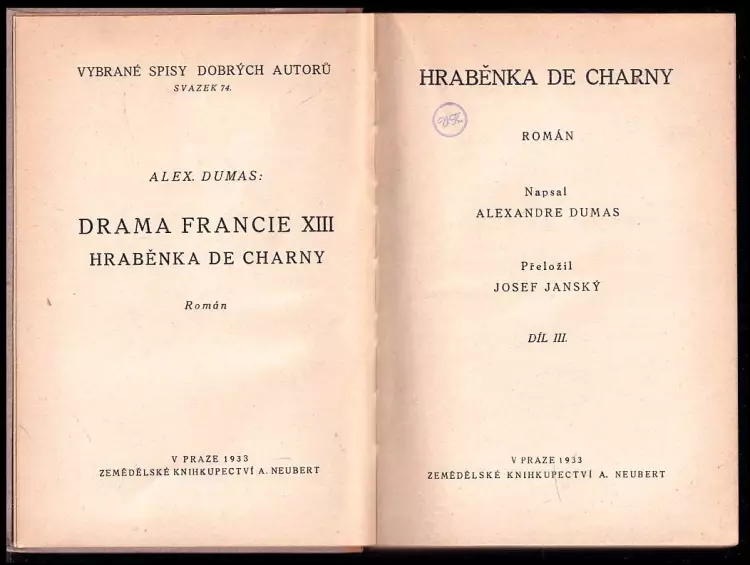 VYBRANÉ SPISY DOBRÝCH AUTORŮ
SVAZEK 74.
ALEX. DUMAS:
DRAMA FRANCIE XIII
HRABĚNKA DE CHARNY
Román
V PRAZE 1933
ZEMĚDĚLSKÉ KNIHKUPECTVÍ A. NEUBERT
HRABĚNKA DE CHARNY
ROMÁN
Napsal
ALEXANDRE DUMAS
Přeložil
JOSEF JANSKÝ
DÍL III.
V PRAZE 1933
ZEMĚDĚLSKÉ KNIHKUPECTVÍ A. NEUBERT